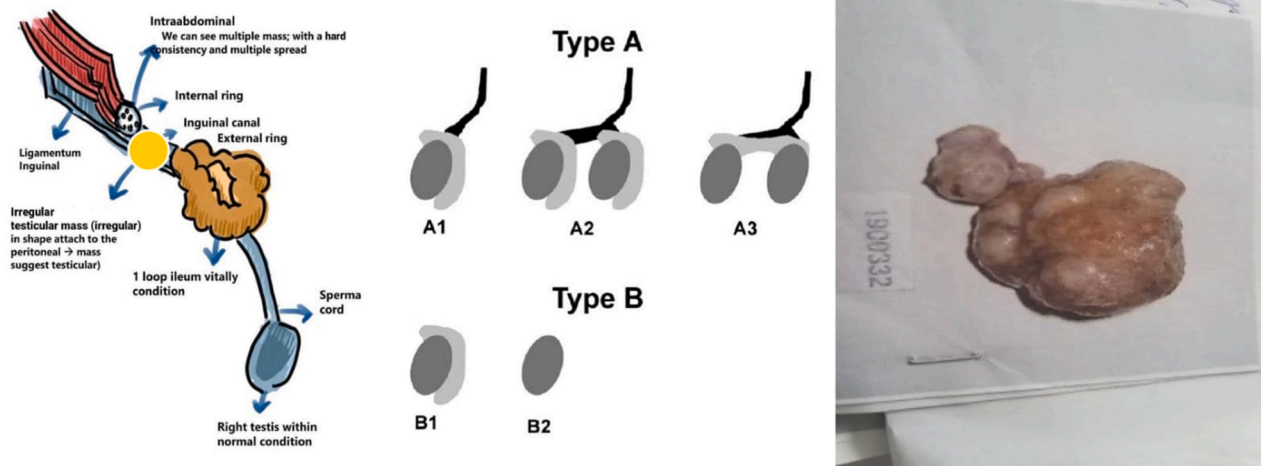 Intraabdominal
We can see multiple mass; with a hard
consistency and multiple spread
Internal ring
Inguinal canal
External ring
Ligamentum
Inguinal
Irregular
testicular mass (irregular)
in shape attach to the
peritoneal → mass
suggest testicular)
1 loop ileum vitally
condition
Sperma
cord
Right testis within
normal condition
Type A
A1
A2
A3
Type B
B1
B2
1900332